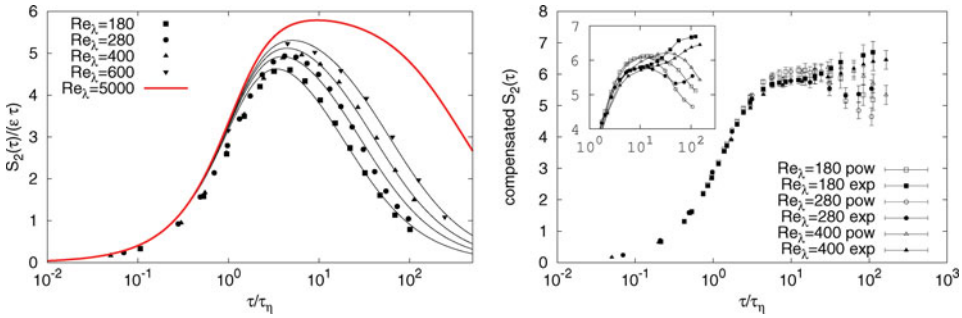 S₂(τ)/(ε τ)
6
5
4
3
2
1
0
Reλ=180
Reλ=280
Reλ=400
Reλ=600
Reλ=5000
10⁻² 10⁻¹ 10⁰ 10¹ 10²
τ/τη
compensated S₂(τ)
8
7
6
5
4
3
2
1
0
7
6
5
4
10⁰ 10¹ 10²
Reλ=180 pow
Reλ=180 exp
Reλ=280 pow
Reλ=280 exp
Reλ=400 pow
Reλ=400 exp
10⁻² 10⁻¹ 10⁰ 10¹ 10² 10³
τ/τη